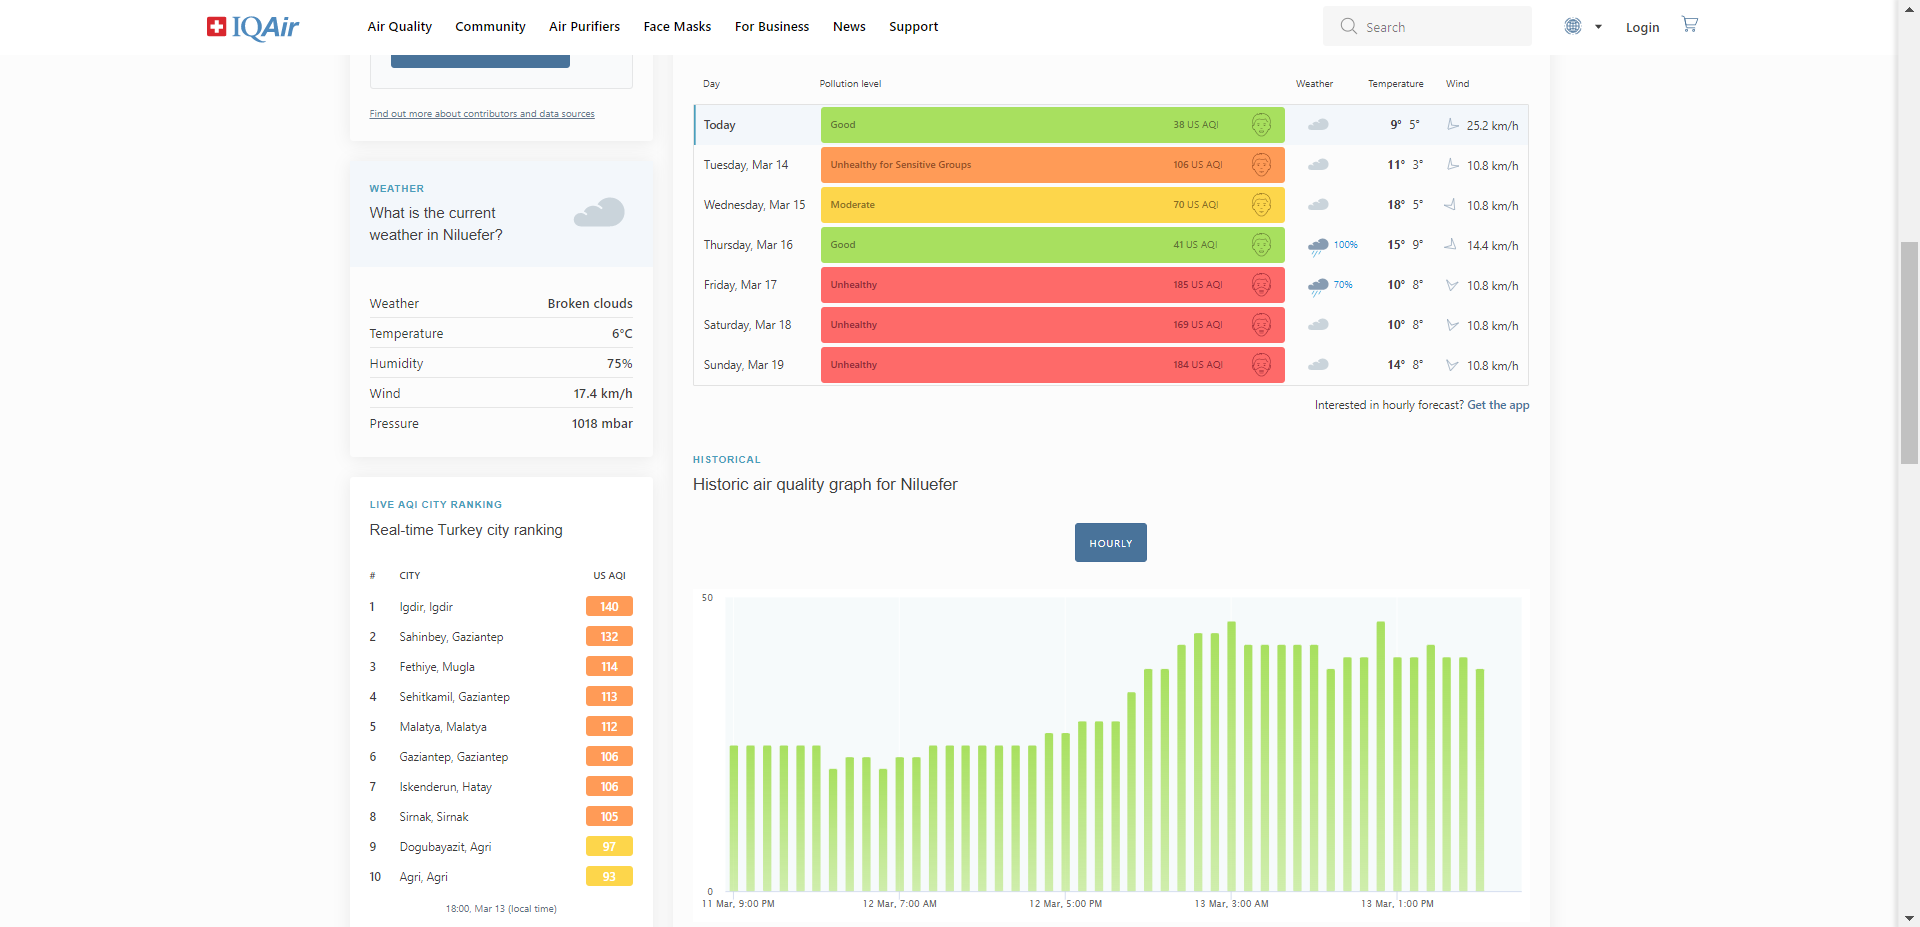 IQAir
Air Quality
Community
Air Purifiers
Face Masks
For Business
News
Support
Search
Login
Find out more about contributors and data sources
WEATHER
What is the current
weather in Niluefer?
Weather Broken clouds
Temperature 6°C
Humidity 75%
Wind 17.4 km/h
Pressure 1018 mbar
LIVE AQI CITY RANKING
Real-time Turkey city ranking
# CITY US AQI
1 Igdir, Igdir 140
2 Sahinbey, Gaziantep 132
3 Fethiye, Mugla 114
4 Sehitkamil, Gaziantep 113
5 Malatya, Malatya 112
6 Gaziantep, Gaziantep 106
7 Iskenderun, Hatay 106
8 Sirnak, Sirnak 105
9 Dogubayazit, Agri 97
10 Agri, Agri 93
18:00, Mar 13 (local time)
Day Pollution level Weather Temperature Wind
Today Good 38 US AQI 9° 5° 25.2 km/h
Tuesday, Mar 14 Unhealthy for Sensitive Groups 106 US AQI 11° 3° 10.8 km/h
Wednesday, Mar 15 Moderate 70 US AQI 18° 5° 10.8 km/h
Thursday, Mar 16 Good 41 US AQI 100% 15° 9° 14.4 km/h
Friday, Mar 17 Unhealthy 185 US AQI 70% 10° 8° 10.8 km/h
Saturday, Mar 18 Unhealthy 169 US AQI 10° 8° 10.8 km/h
Sunday, Mar 19 Unhealthy 184 US AQI 14° 8° 10.8 km/h
Interested in hourly forecast? Get the app
HISTORICAL
Historic air quality graph for Niluefer
HOURLY
50
0
11 Mar, 9:00 PM 12 Mar, 7:00 AM 12 Mar, 5:00 PM 13 Mar, 3:00 AM 13 Mar, 1:00 PM